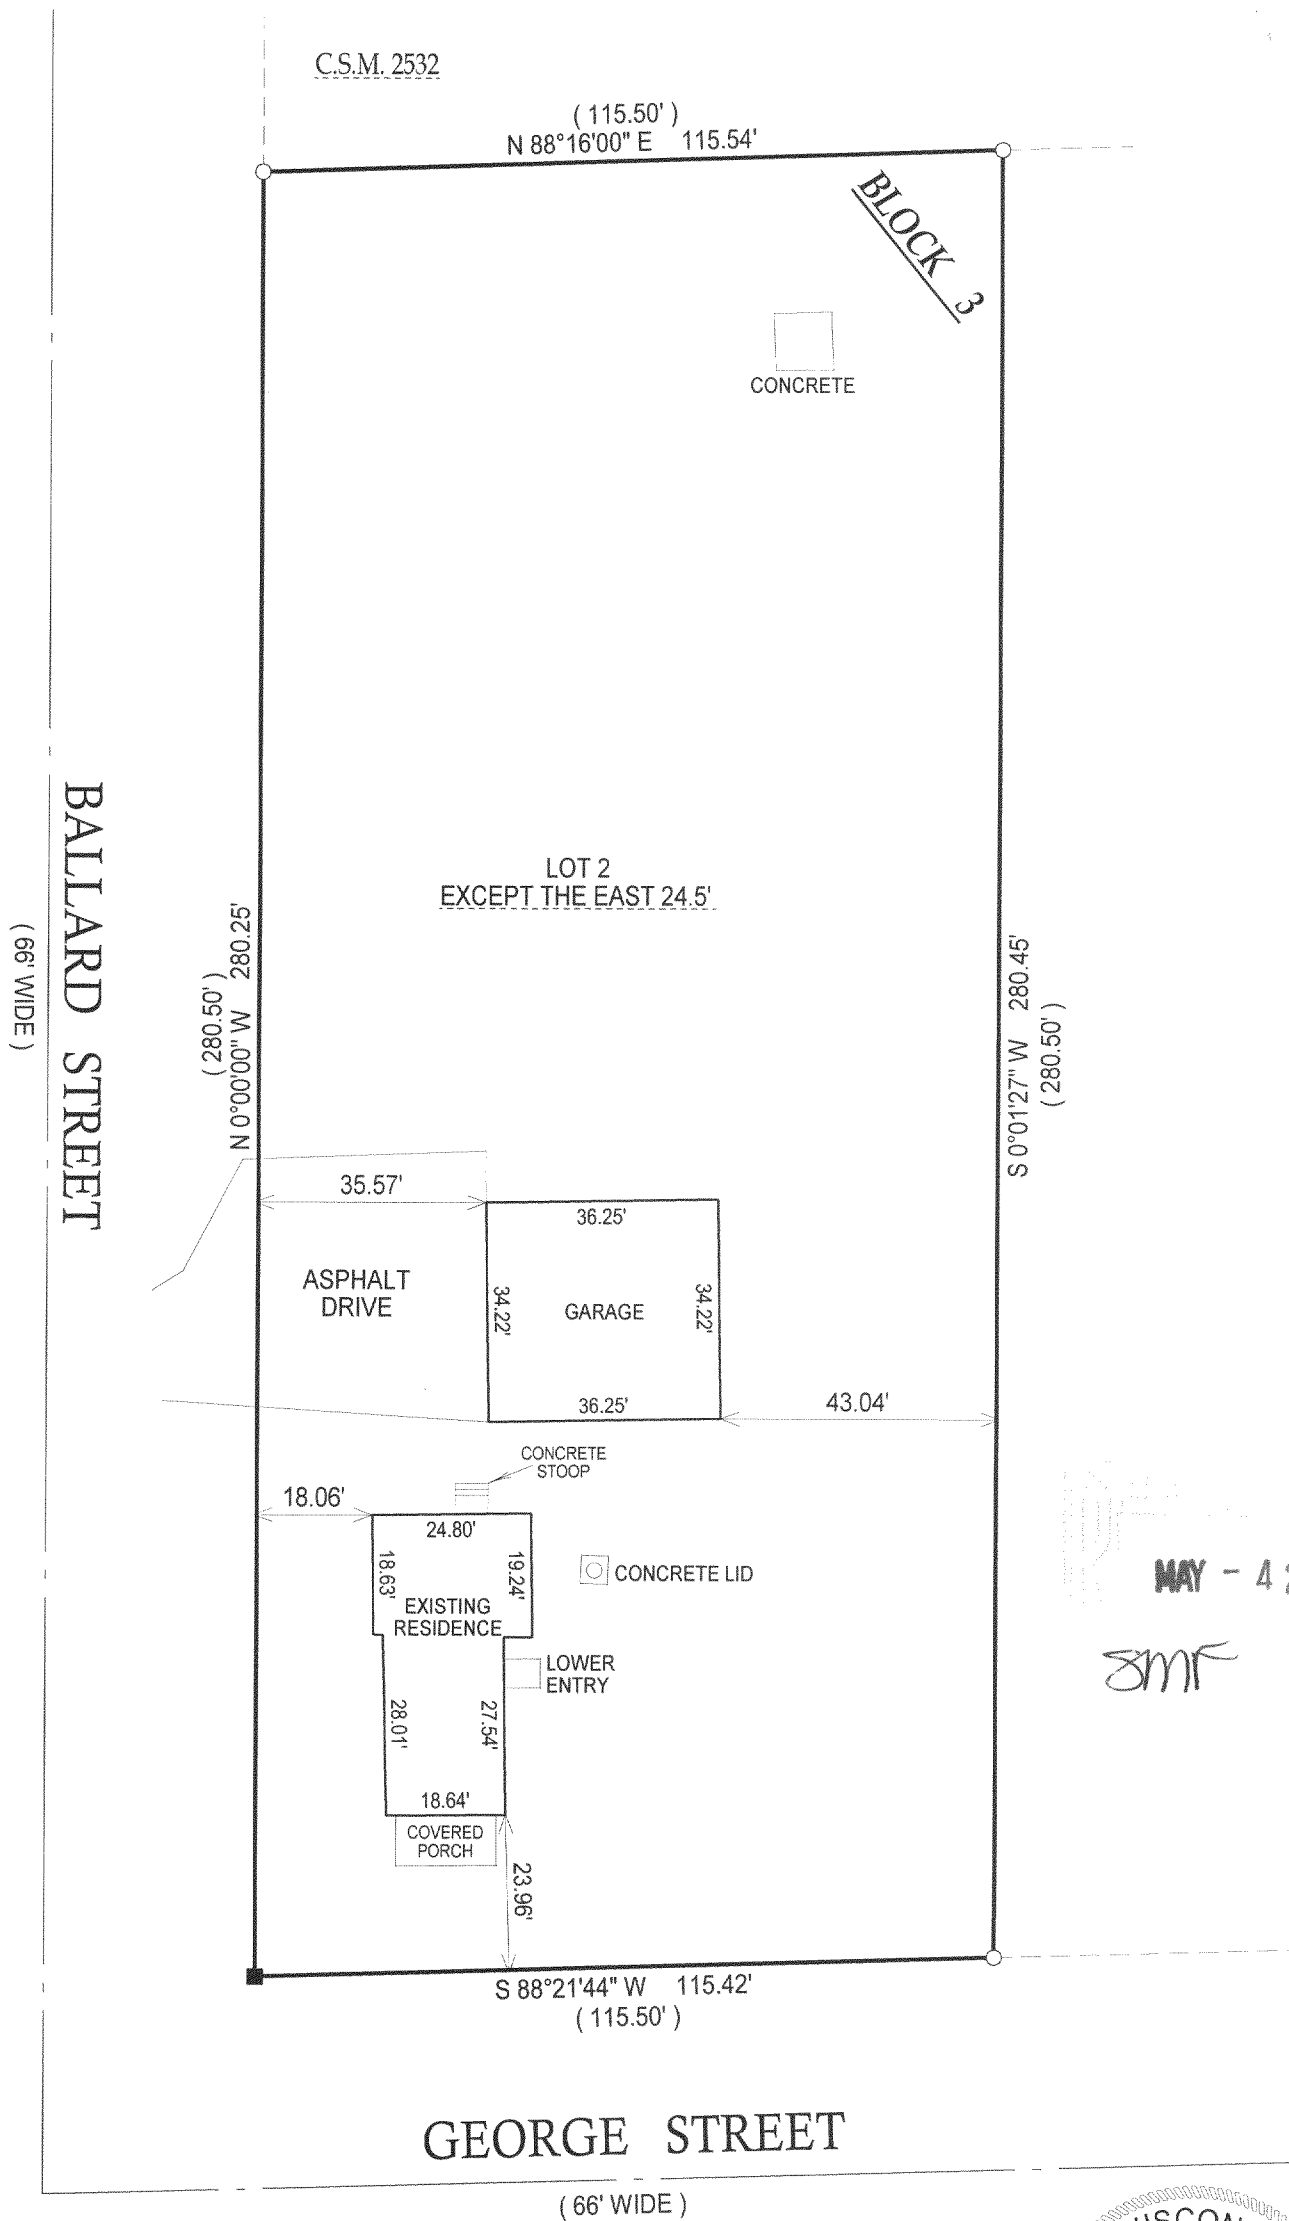 C.S.M. 2532
( 115.50' )
N 88°16'00" E 115.54'
BLOCK 3
CONCRETE
LOT 2
EXCEPT THE EAST 24.5'
BALLARD STREET
( 66' WIDE )
N 0°00'00" W 280.25'
( 280.50' )
S 0°01'27" W 280.45'
( 280.50' )
35.57'
36.25'
ASPHALT
DRIVE
34.22'
GARAGE
34.22'
36.25'
43.04'
CONCRETE
STOOP
18.06'
24.80'
18.63'
19.24'
CONCRETE LID
EXISTING
RESIDENCE
LOWER
ENTRY
28.01'
27.54'
18.64'
COVERED
PORCH
23.96'
MAY - 4
SMF
S 88°21'44" W 115.42'
( 115.50' )
GEORGE STREET
( 66' WIDE )